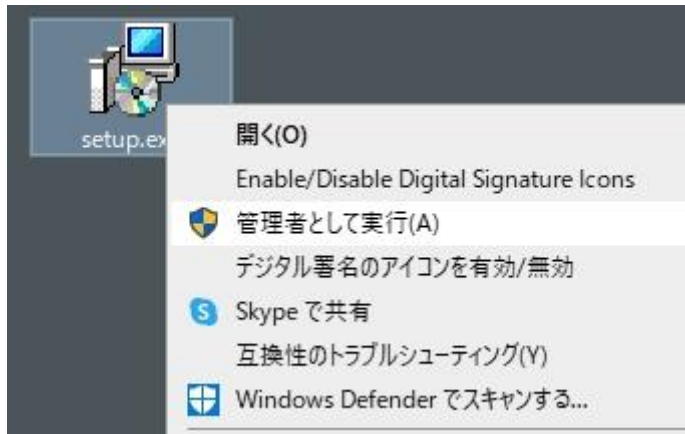 setup.ex
開く(O)
Enable/Disable Digital Signature Icons
管理者として実行(A)
デジタル署名のアイコンを有効/無効
Skype で共有
互換性のトラブルシューティング(Y)
Windows Defender でスキャンする...